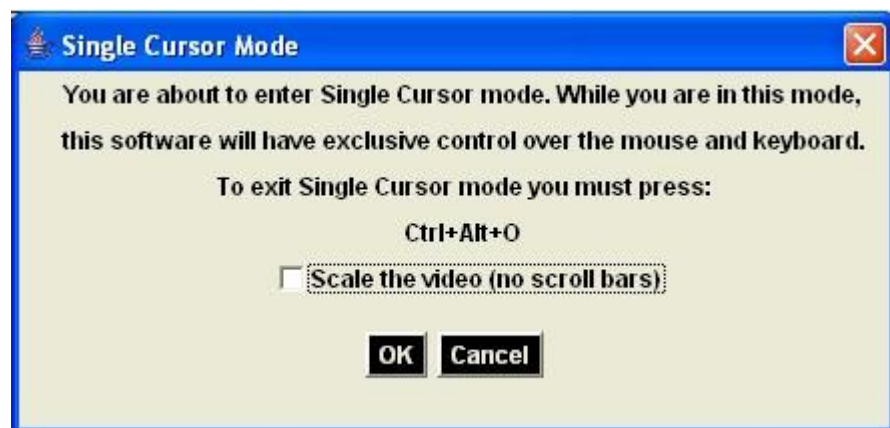 Single Cursor Mode
You are about to enter Single Cursor mode. While you are in this mode,
this software will have exclusive control over the mouse and keyboard.
To exit Single Cursor mode you must press:
Ctrl+Alt+O
Scale the video (no scroll bars)
OK Cancel